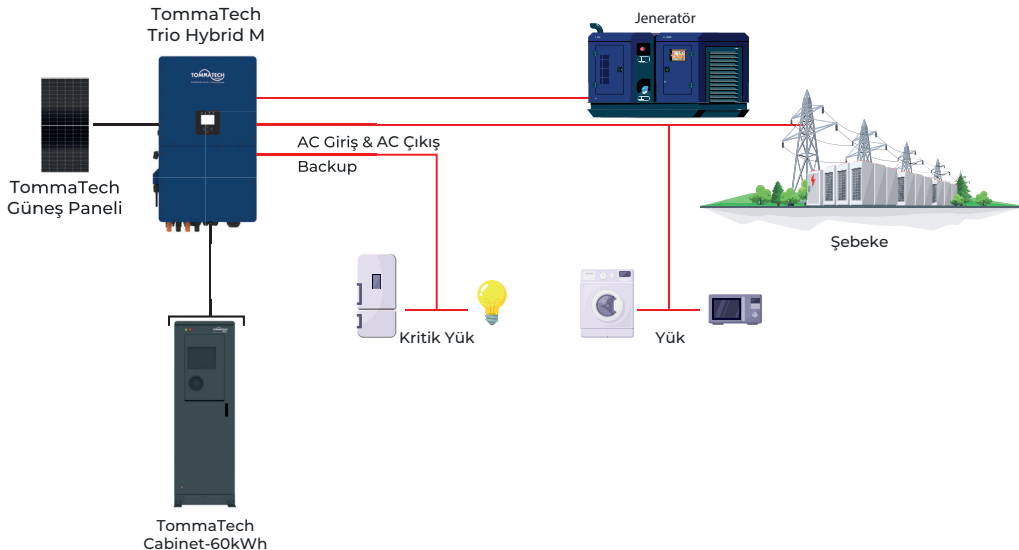 TommaTech
Trio Hybrid M
Jeneratör
TOMMATECH
AC Giriş & AC Çıkış
Backup
TommaTech
Güneş Paneli
Şebeke
Kritik Yük
Yük
TommaTech
Cabinet-60kWh